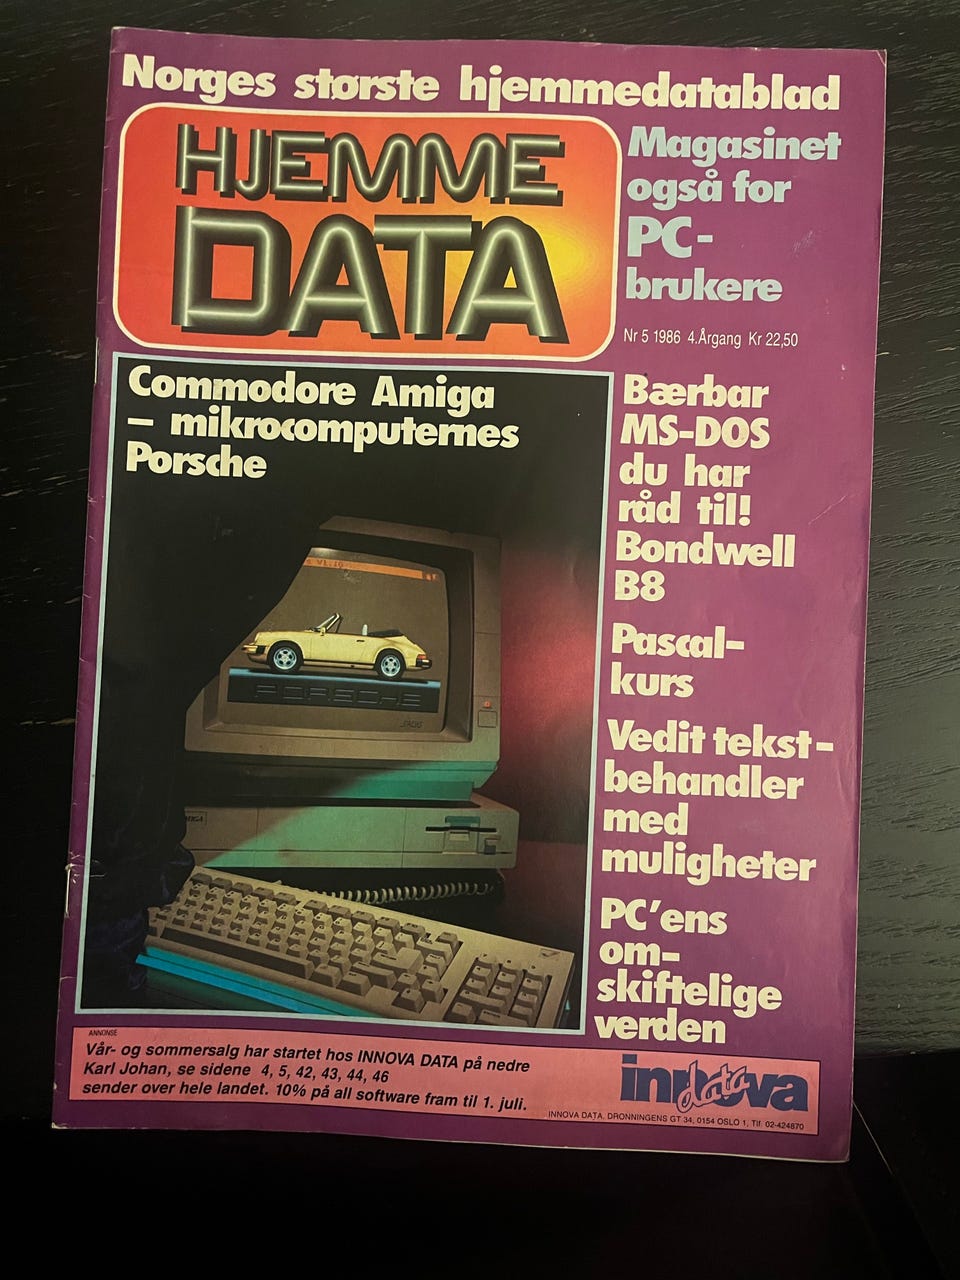 Norges største hjemmedatablad
HJEMME
DATA
Magasinet
også for
PC-
brukere
Nr 5 1986 4.Årgang Kr 22,50
Commodore Amiga
– mikrocomputernes
Porsche
PORSCHE
AMIGA
Bærbar
MS-DOS
du har
råd til!
Bondwell
B8
Pascal-
kurs
Vedit tekst-
behandler
med
muligheter
PC'ens
om-
skiftelige
verden
ANNONSE
Vår- og sommersalg har startet hos INNOVA DATA på nedre
Karl Johan, se sidene 4, 5, 42, 43, 44, 46
sender over hele landet. 10% på all software fram til 1. juli.
innova
data
INNOVA DATA, DRONNINGENS GT 34, 0154 OSLO 1, Tlf. 02-424870